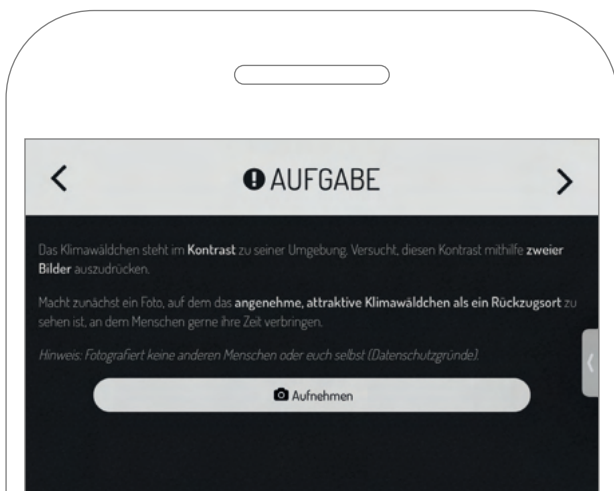 AUFGABE
Das Klimawäldchen steht im Kontrast zu seiner Umgebung. Versucht, diesen Kontrast mithilfe zweier
Bilder auszudrücken.
Macht zunächst ein Foto, auf dem das angenehme, attraktive Klimawäldchen als ein Rückzugsort zu
sehen ist, an dem Menschen gerne ihre Zeit verbringen.
Hinweis: Fotografiert keine anderen Menschen oder euch selbst (Datenschutzgründe).
Aufnehmen